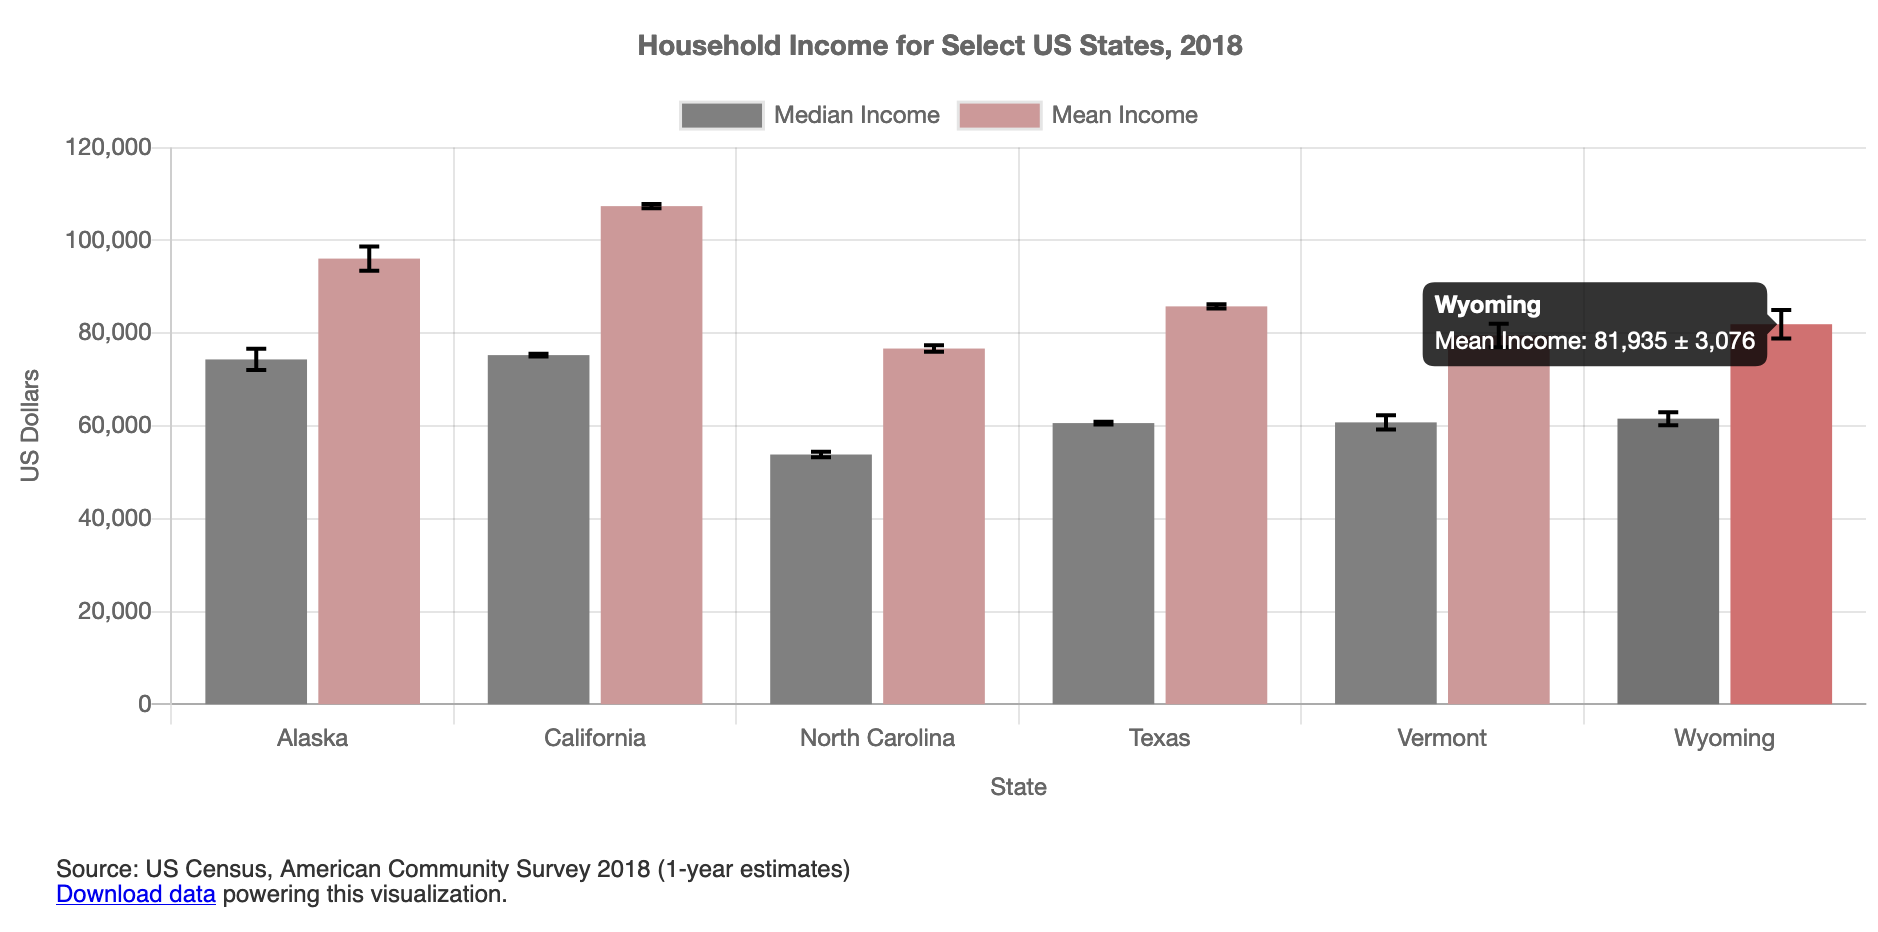 Household Income for Select US States, 2018
Median Income Mean Income
120,000
100,000
80,000
60,000
40,000
20,000
0
US Dollars
Wyoming
Mean Income: 81,935 ± 3,076
Alaska California North Carolina Texas Vermont Wyoming
State
Source: US Census, American Community Survey 2018 (1-year estimates)
Download data powering this visualization.